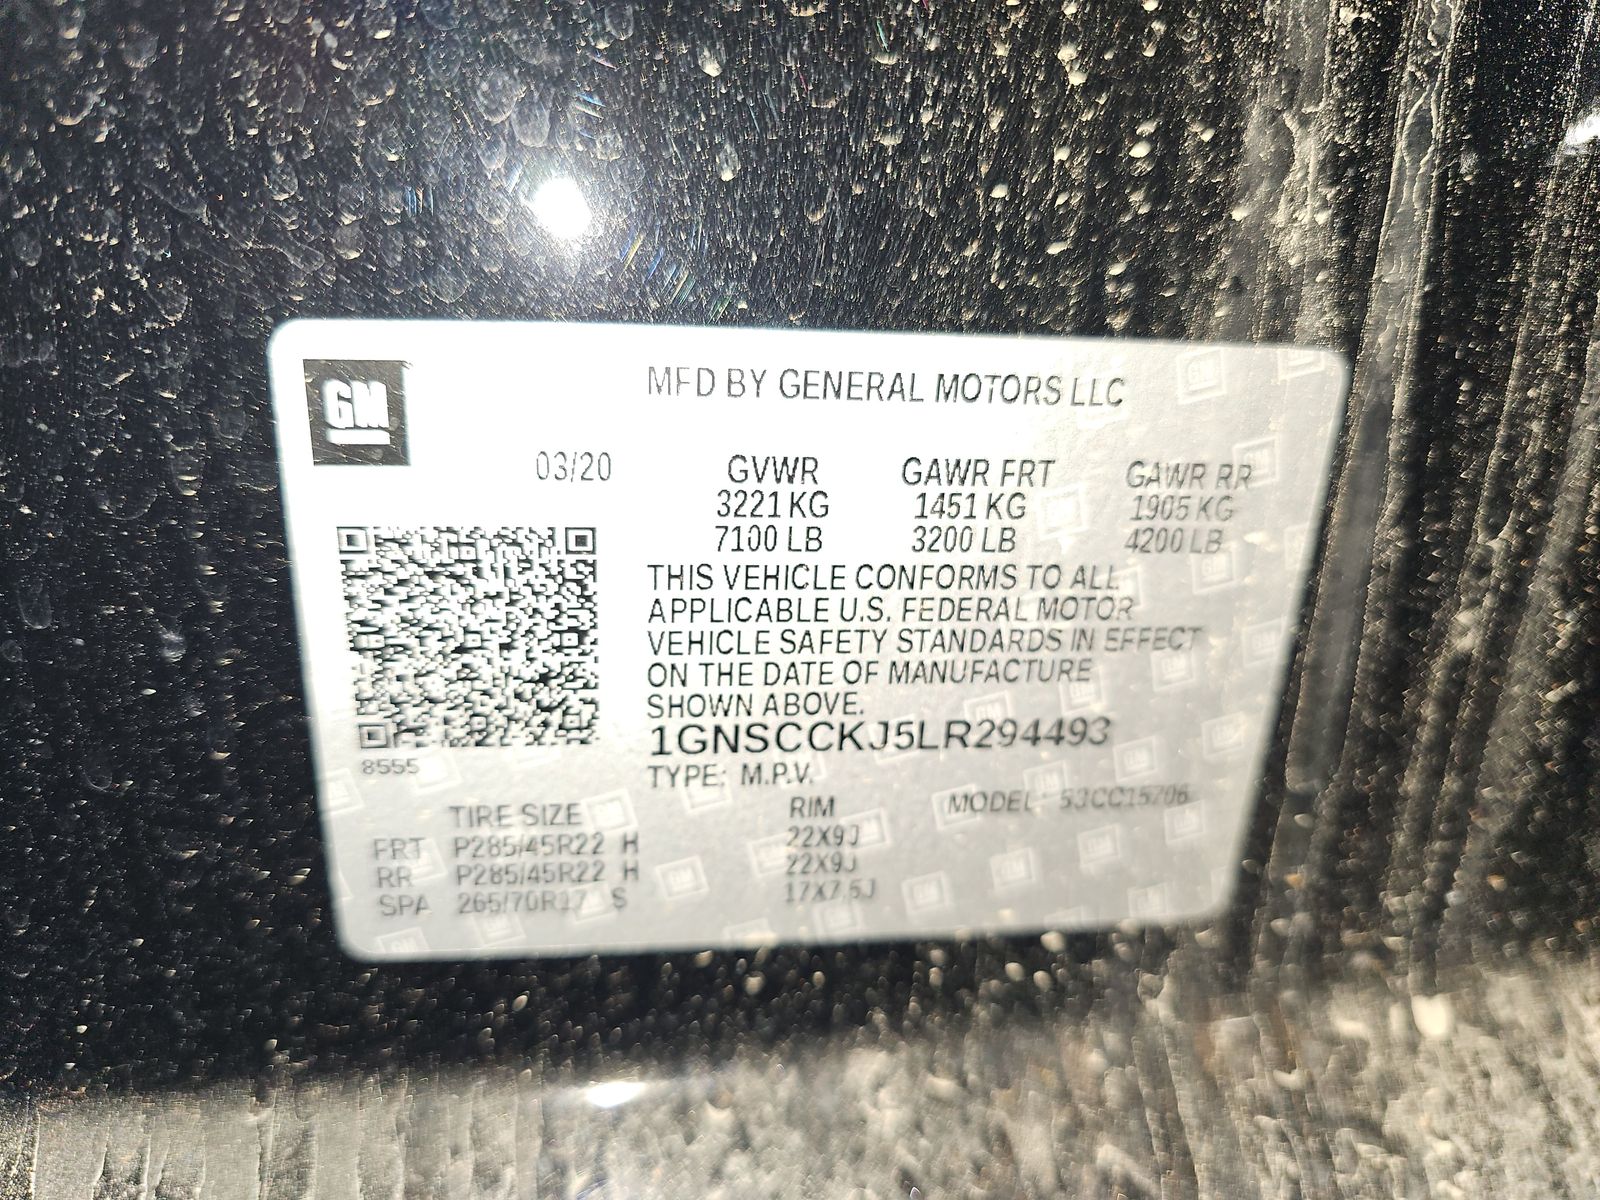 GM
MFD BY GENERAL MOTORS LLC
03/20 GVWR GAWR FRT GAWR RR
3221 KG 1451 KG 1905 KG
7100 LB 3200 LB 4200 LB
THIS VEHICLE CONFORMS TO ALL
APPLICABLE U.S. FEDERAL MOTOR
VEHICLE SAFETY STANDARDS IN EFFECT
ON THE DATE OF MANUFACTURE
SHOWN ABOVE.
1GNSCCKJ5LR294493
8555
TYPE: M.P.V.
TIRE SIZE RIM MODEL - 53CC15706
FRT P285/45R22 H 22X9J
RR P285/45R22 H 22X9J
SPA 265/70R17 S 17X7.5J